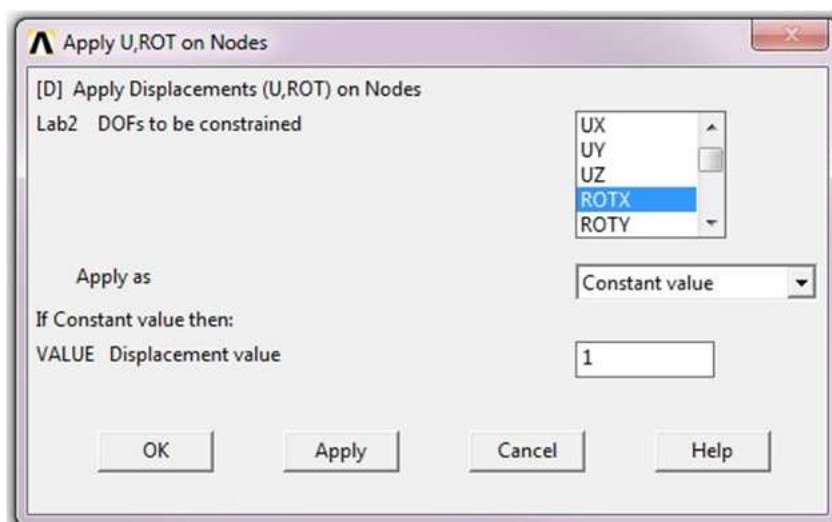 Apply U,ROT on Nodes
[D] Apply Displacements (U,ROT) on Nodes
Lab2 DOFs to be constrained
UX
UY
UZ
ROTX
ROTY
Apply as
Constant value
If Constant value then:
VALUE Displacement value
1
OK Apply Cancel Help